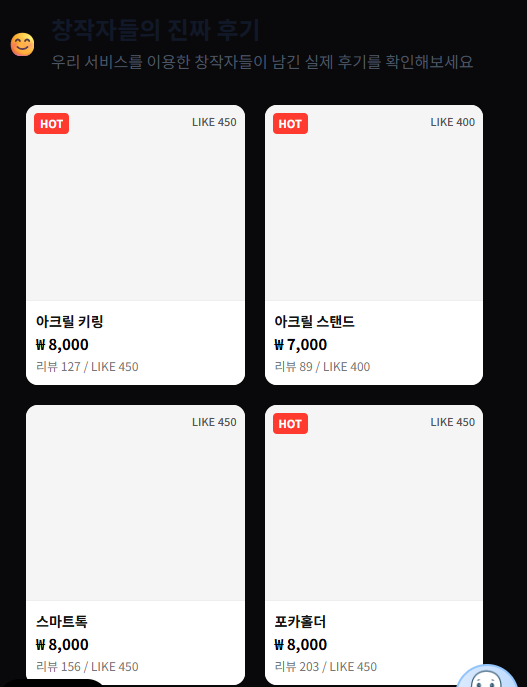 창작자들의 진짜 후기
우리 서비스를 이용한 창작자들이 남긴 실제 후기를 확인해보세요
HOT
LIKE 450
HOT
LIKE 400
아크릴 키링
₩ 8,000
리뷰 127 / LIKE 450
아크릴 스탠드
₩ 7,000
리뷰 89 / LIKE 400
LIKE 450
HOT
LIKE 450
스마트톡
₩ 8,000
리뷰 156 / LIKE 450
포카홀더
₩ 8,000
리뷰 203 / LIKE 450